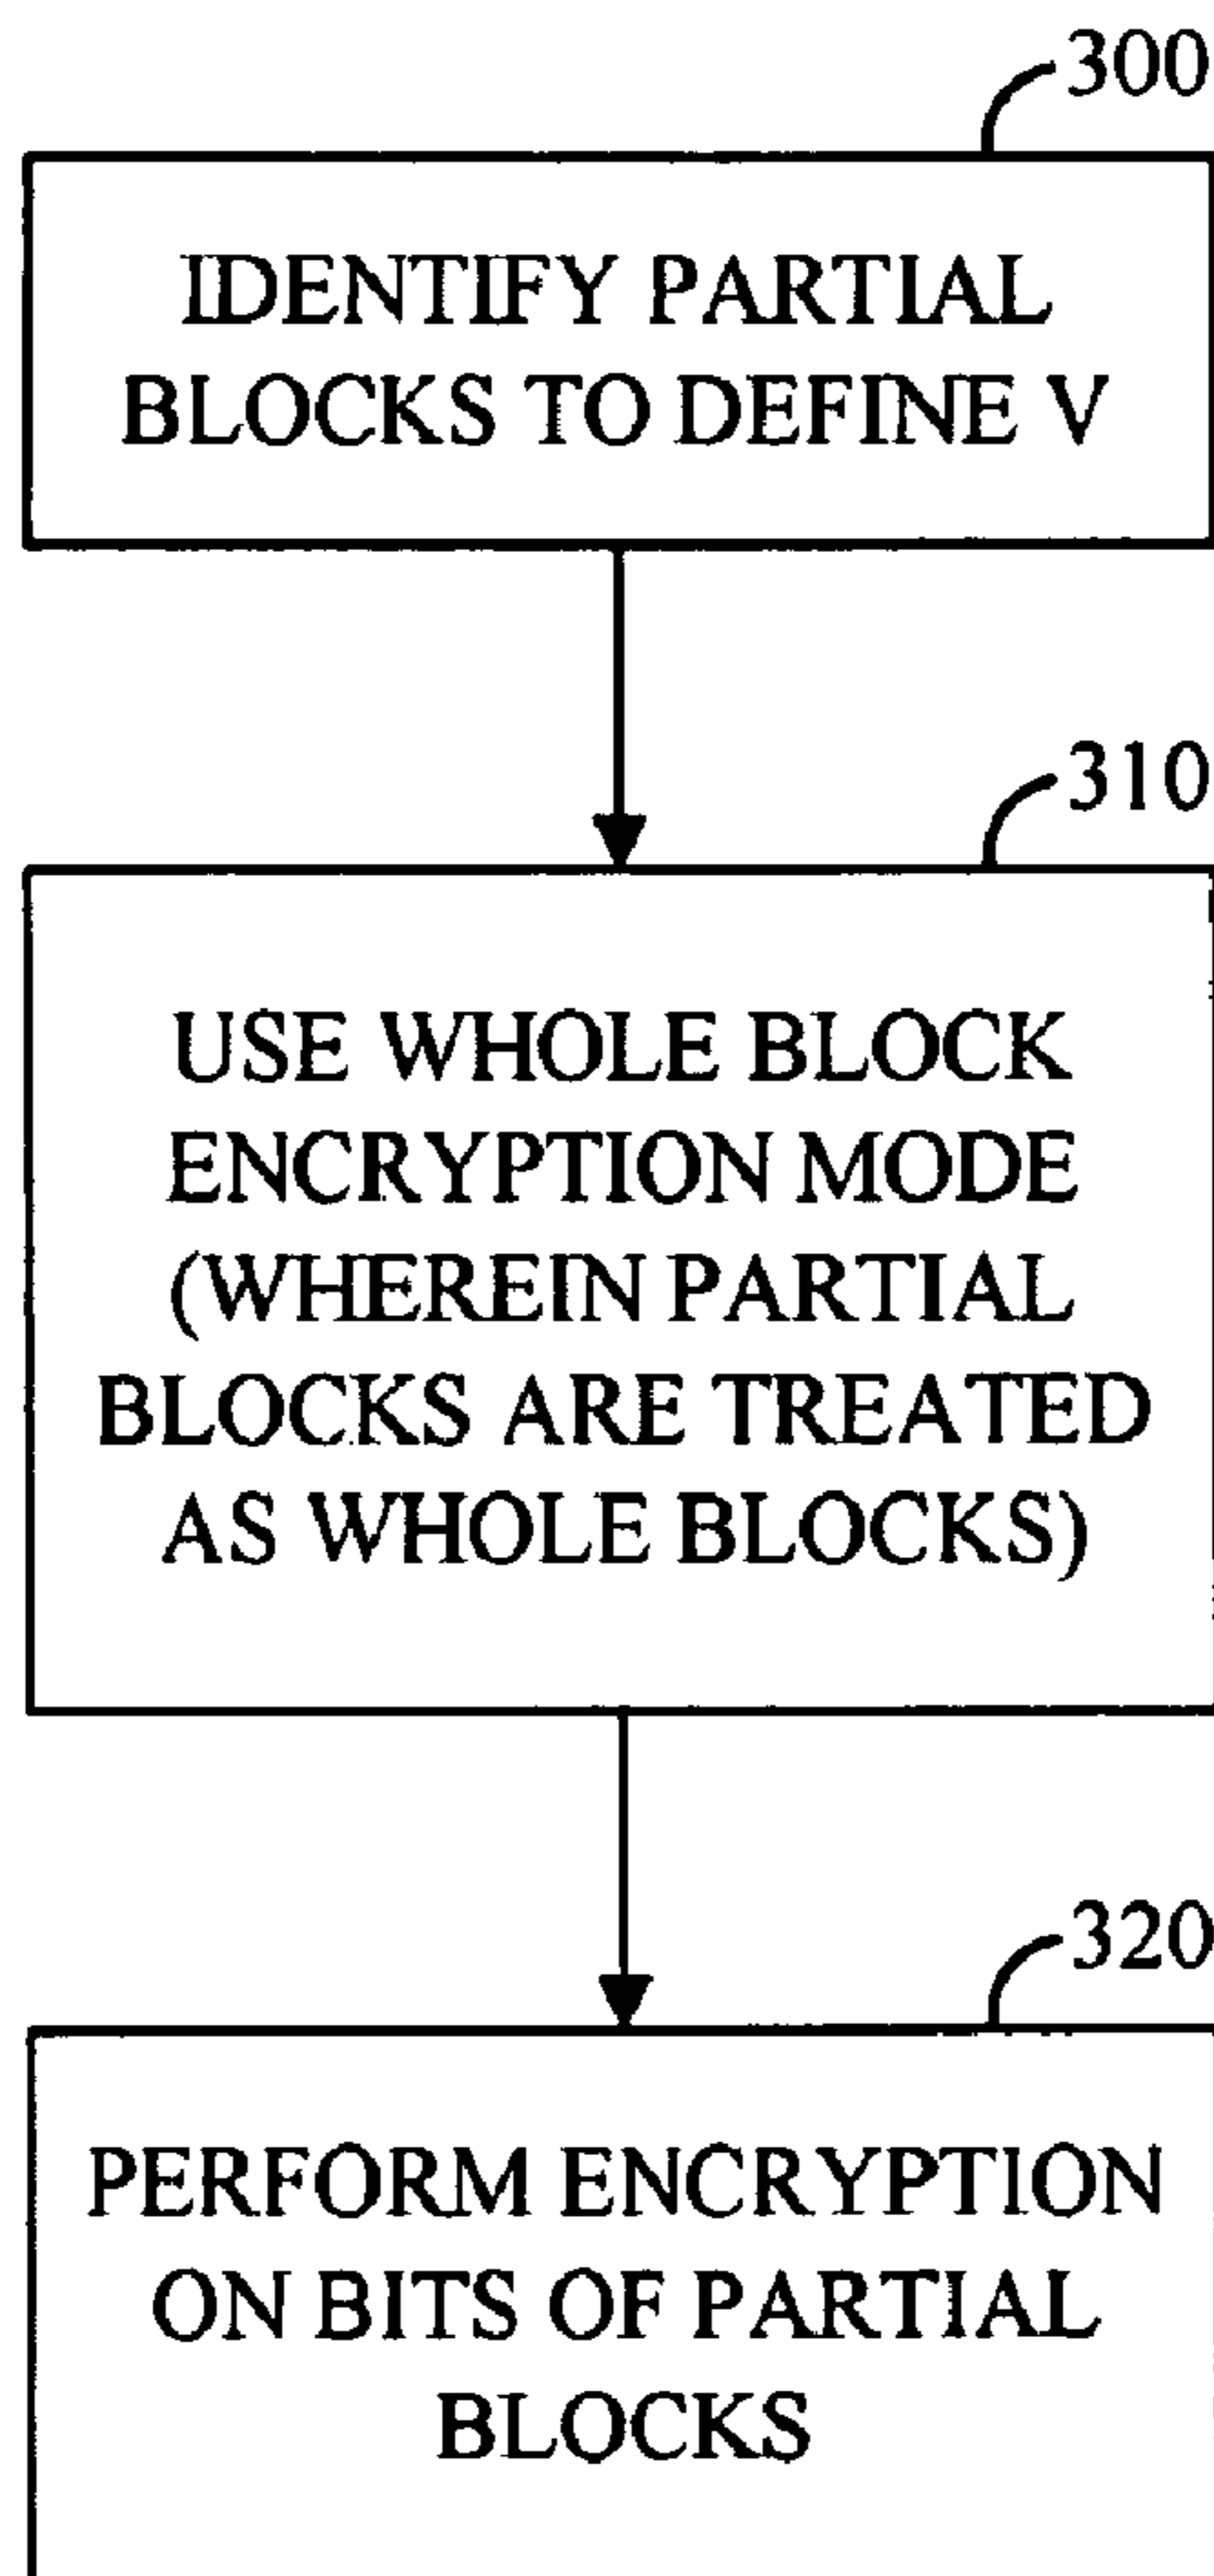 300
IDENTIFY PARTIAL
BLOCKS TO DEFINE V
310
USE WHOLE BLOCK
ENCRYPTION MODE
(WHEREIN PARTIAL
BLOCKS ARE TREATED
AS WHOLE BLOCKS)
320
PERFORM ENCRYPTION
ON BITS OF PARTIAL
BLOCKS